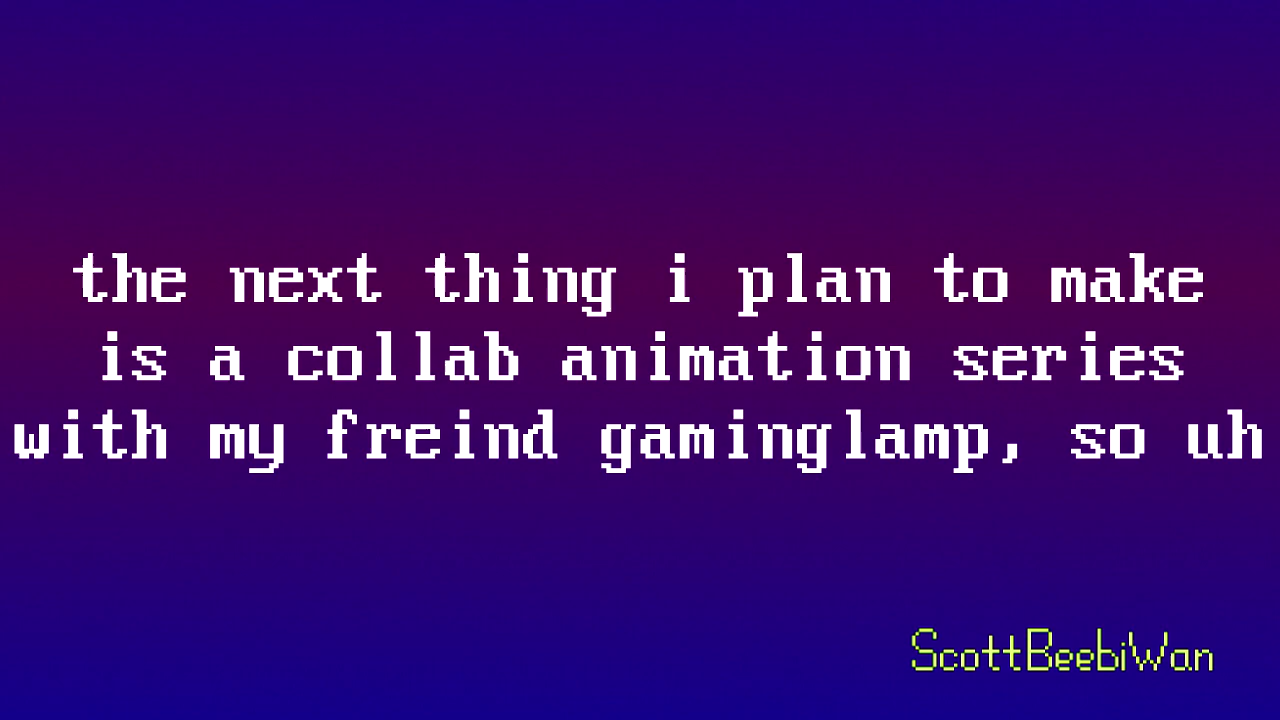 the next thing i plan to make
is a collab animation series
with my freind gaminglamp, so uh
ScottBeebiWan